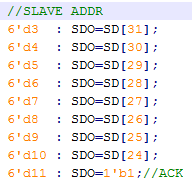 //SLAVE ADDR
6'd3 : SDO=SD[31];
6'd4 : SDO=SD[30];
6'd5 : SDO=SD[29];
6'd6 : SDO=SD[28];
6'd7 : SDO=SD[27];
6'd8 : SDO=SD[26];
6'd9 : SDO=SD[25];
6'd10 : SDO=SD[24];
6'd11 : SDO=1'b1;//ACK